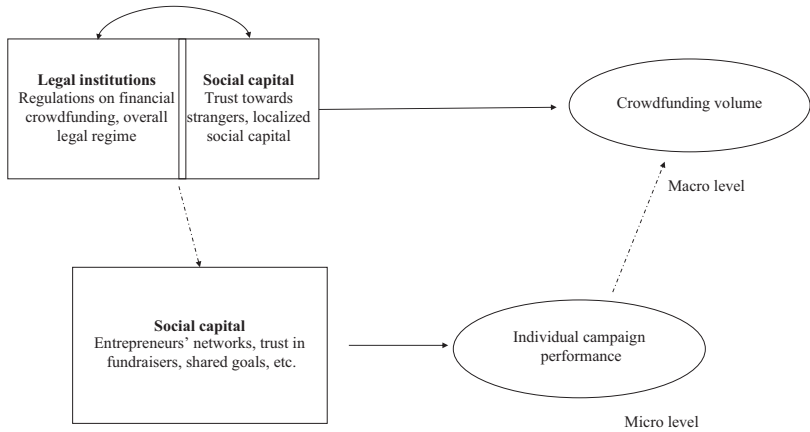 Legal institutions
Regulations on financial
crowdfunding, overall
legal regime
Social capital
Trust towards
strangers, localized
social capital
Crowdfunding volume
Macro level
Social capital
Entrepreneurs' networks, trust in
fundraisers, shared goals, etc.
Individual campaign
performance
Micro level